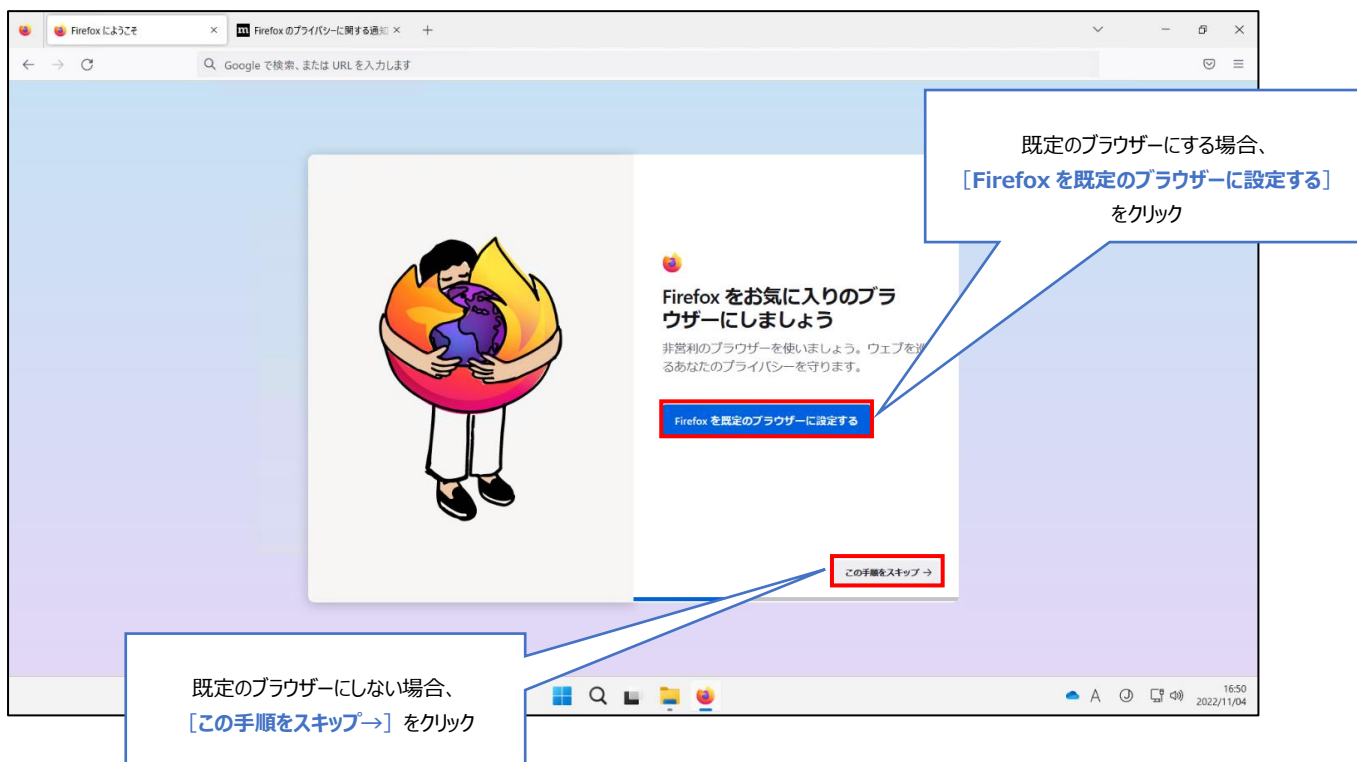 Firefox にようこそ
m Firefox のプライバシーに関する通知
Google で検索、または URL を入力します
既定のブラウザーにする場合、
［Firefox を既定のブラウザーに設定する］
をクリック
Firefox をお気に入りのブラ
ウザーにしましょう
非営利のブラウザーを使いましょう。ウェブを
るあなたのプライバシーを守ります。
Firefox を既定のブラウザーに設定する
この手順をスキップ →
既定のブラウザーにしない場合、
［この手順をスキップ→］をクリック
A
16:50
2022/11/04